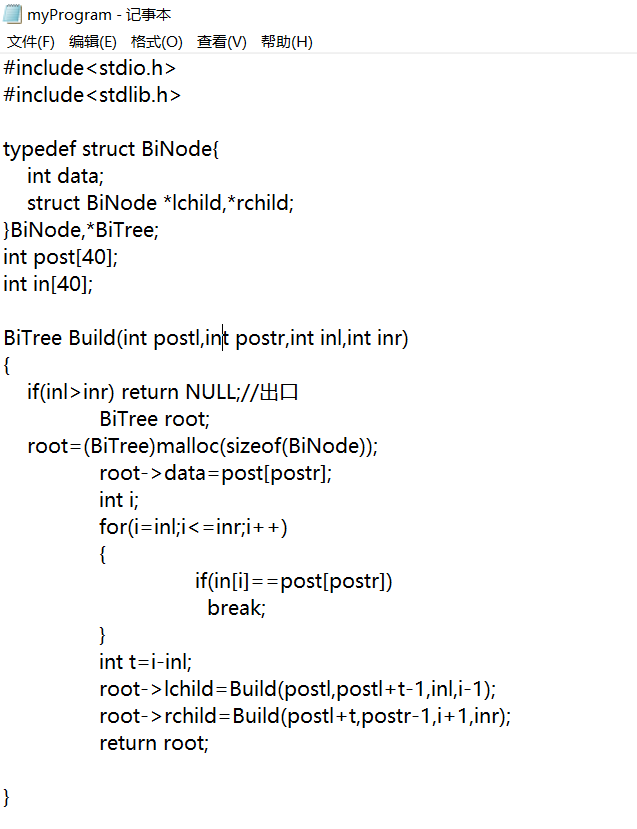 myProgram - 记事本
文件(F) 编辑(E) 格式(O) 查看(V) 帮助(H)
#include<stdio.h>
#include<stdlib.h>

typedef struct BiNode{
    int data;
    struct BiNode *lchild,*rchild;
}BiNode,*BiTree;
int post[40];
int in[40];

BiTree Build(int postl,int postr,int inl,int inr)
{
    if(inl>inr) return NULL;//出口
        BiTree root;
    root=(BiTree)malloc(sizeof(BiNode));
        root->data=post[postr];
        int i;
        for(i=inl;i<=inr;i++)
        {
                if(in[i]==post[postr])
                  break;
        }
        int t=i-inl;
        root->lchild=Build(postl,postl+t-1,inl,i-1);
        root->rchild=Build(postl+t,postr-1,i+1,inr);
        return root;

}